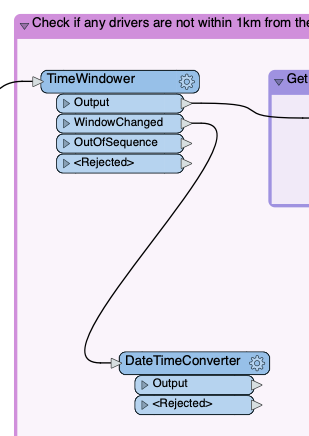 Check if any drivers are not within 1km from the
TimeWindower
Output
WindowChanged
OutOfSequence
<Rejected>
Get
DateTimeConverter
Output
<Rejected>